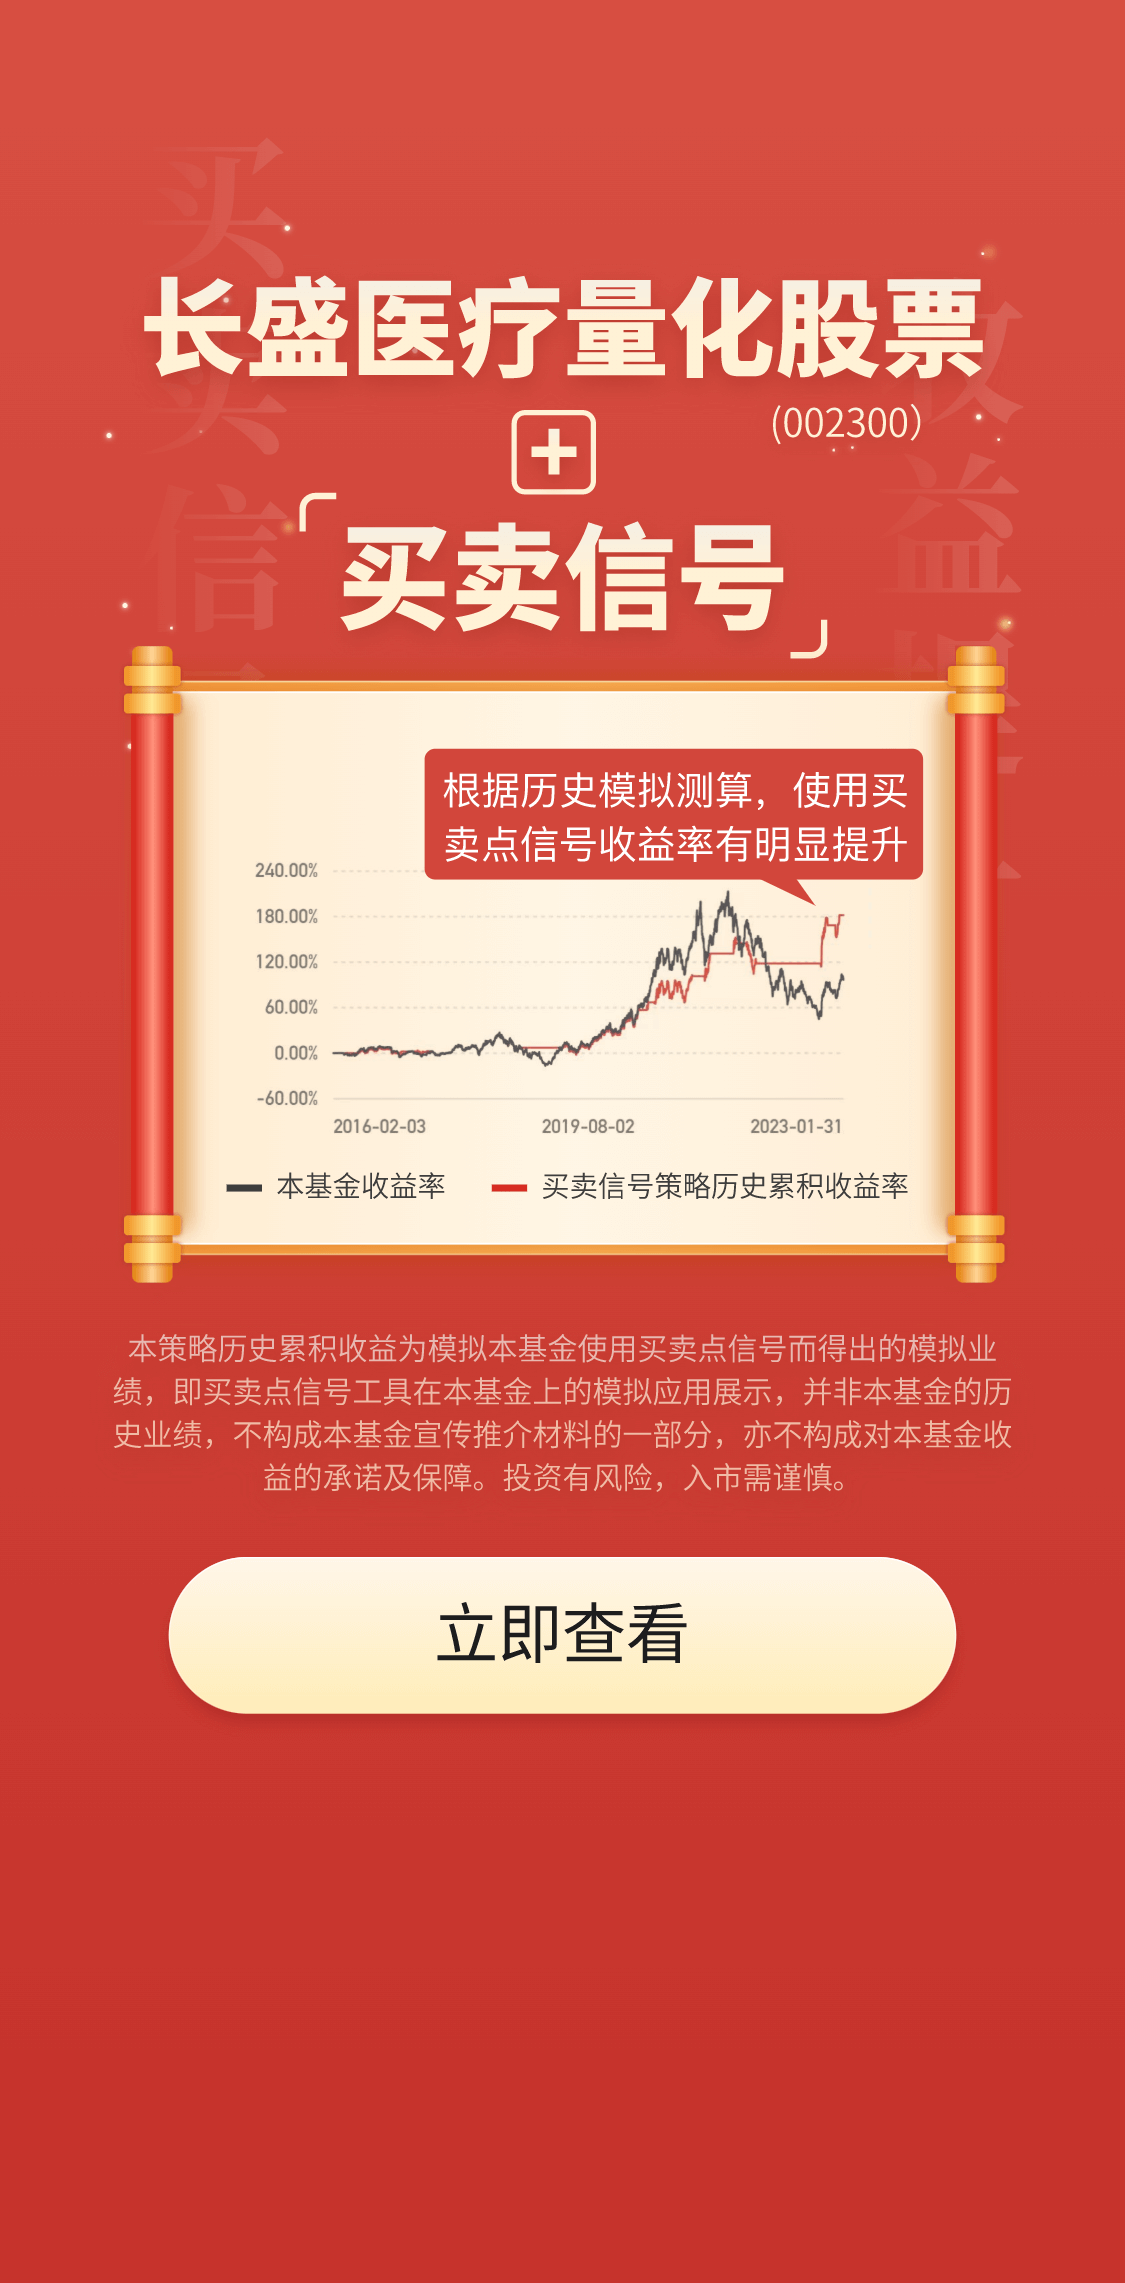 长盛医疗量化股票
(002300)
买卖信号
根据历史模拟测算，使用买
卖点信号收益率有明显提升
240.00%
180.00%
120.00%
60.00%
0.00%
-60.00%
2016-02-03 2019-08-02 2023-01-31
本基金收益率 买卖信号策略历史累积收益率
本策略历史累积收益为模拟本基金使用买卖点信号而得出的模拟业
绩，即买卖点信号工具在本基金上的模拟应用展示，并非本基金的历
史业绩，不构成本基金宣传推介材料的一部分，亦不构成对本基金收
益的承诺及保障。投资有风险，入市需谨慎。
立即查看